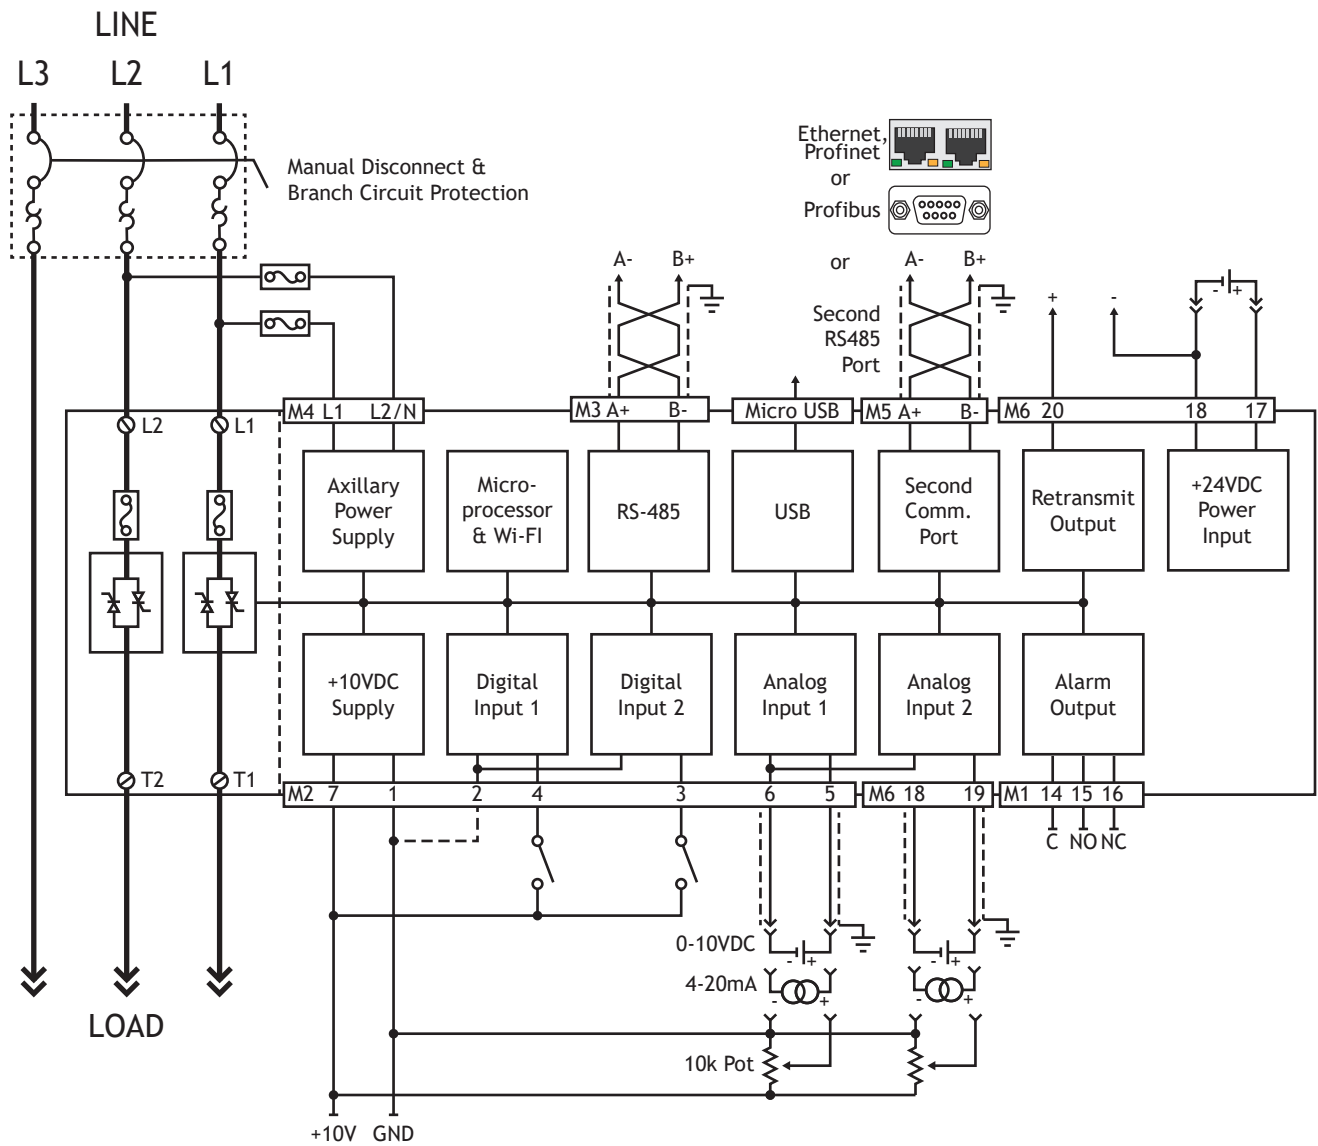 LINE
L3 L2 L1
Manual Disconnect &
Branch Circuit Protection
Ethernet,
Profinet
or
Profibus
or
Second
RS485
Port
A- B+
A- B+
+ -
- +
M4 L1 L2/N
M3 A+ B-
Micro USB
M5 A+ B-
M6 20 18 17
L2 L1
Axillary
Power
Supply
Micro-
processor
& Wi-FI
RS-485
USB
Second
Comm.
Port
Retransmit
Output
+24VDC
Power
Input
+10VDC
Supply
Digital
Input 1
Digital
Input 2
Analog
Input 1
Analog
Input 2
Alarm
Output
T2 T1
M2 7 1 2 4 3 6 5
M6 18 19
M1 14 15 16
C NO NC
0-10VDC
- +
- +
4-20mA
- +
- +
10k Pot
LOAD
+10V GND